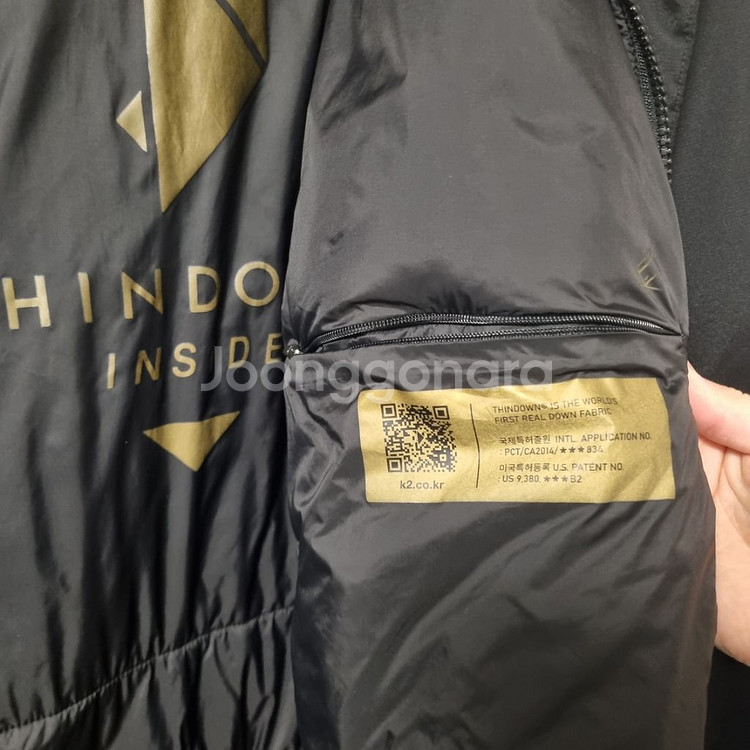 HINDO
INSIDE
Joonggonara
THINDOWN® IS THE WORLD'S
FIRST REAL DOWN FABRIC
국제특허출원 INTL. APPLICATION NO.
: PCT/CA2014/★★★834
미국특허등록 U.S. PATENT NO.
: US 9,380,★★★B2
k2.co.kr